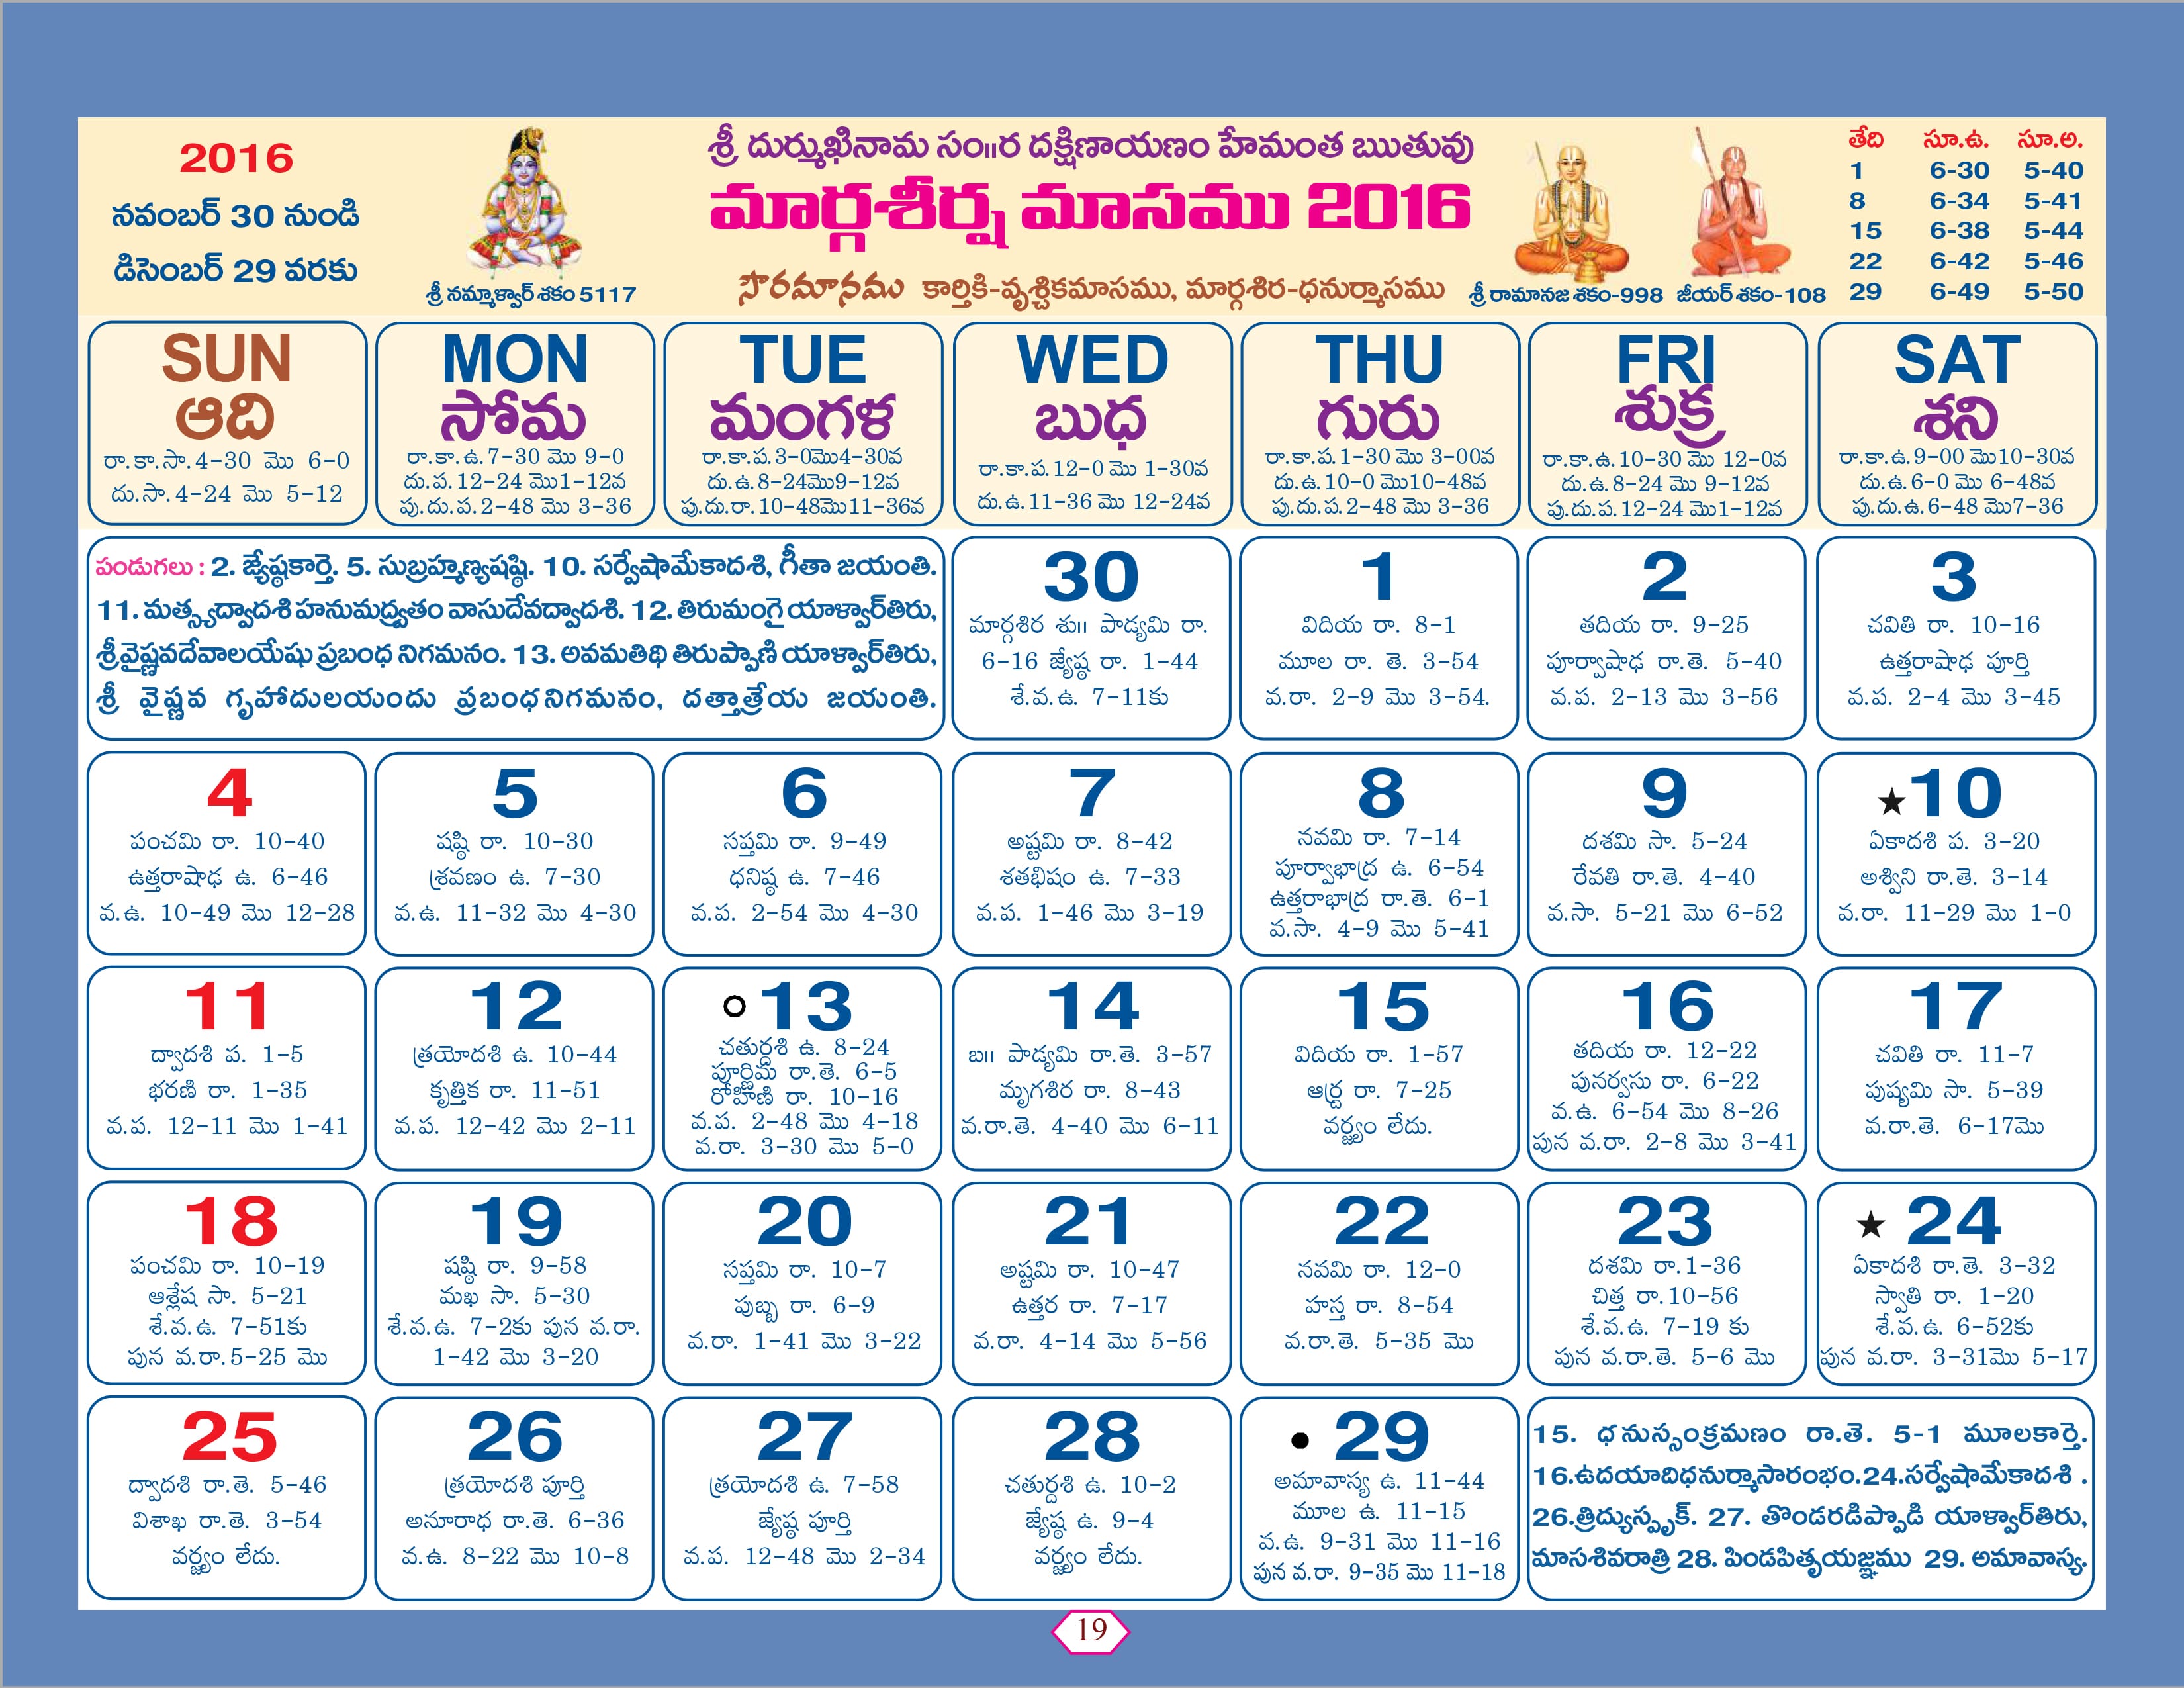 2016
నవంబర్ 30 నుండి
డిసెంబర్ 29 వరకు
శ్రీ నమ్మాళ్వార్ శకం 5117
శ్రీ దుర్ముఖినామ సం॥ర దక్షిణాయణం హేమంత ఋతువు
మార్గశీర్ష మాసము 2016
సౌరమానము కార్తికి-వృశ్చికమాసము, మార్గశిర-ధనుర్మాసము
శ్రీ రామానజ శకం-998 జీయర్ శకం-108
తేది సూ.ఉ. సూ.అ.
1 6-30 5-40
8 6-34 5-41
15 6-38 5-44
22 6-42 5-46
29 6-49 5-50
SUN
ఆది
రా.కా.సా.4-30 మొ 6-0
దు.సా.4-24 మొ 5-12
MON
సోమ
రా.కా.ఉ.7-30 మొ 9-0
దు.ప.12-24 మొ1-12వ
పు.దు.ప.2-48 మొ 3-36
TUE
మంగళ
రా.కా.ప.3-0మొ4-30వ
దు.ఉ.8-24మొ9-12వ
పు.దు.రా.10-48మొ11-36వ
WED
బుధ
రా.కా.ప.12-0 మొ 1-30వ
దు.ఉ.11-36 మొ 12-24వ
THU
గురు
రా.కా.ప.1-30 మొ 3-00వ
దు.ఉ.10-0 మొ10-48వ
పు.దు.ప.2-48 మొ 3-36
FRI
శుక్ర
రా.కా.ఉ.10-30 మొ 12-0వ
దు.ఉ.8-24 మొ 9-12వ
పు.దు.ప.12-24 మొ1-12వ
SAT
శని
రా.కా.ఉ.9-00 మొ10-30వ
దు.ఉ.6-0 మొ 6-48వ
పు.దు.ఉ.6-48 మొ7-36
పండుగలు : 2. జ్యేష్ఠకార్తె. 5. సుబ్రహ్మణ్యషష్ఠి. 10. సర్వేషామేకాదశి, గీతా జయంతి.
11. మత్స్యద్వాదశి హనుమద్వ్రతం వాసుదేవద్వాదశి. 12. తిరుమంగై యాళ్వార్‌తిరు,
శ్రీవైష్ణవదేవాలయేషు ప్రబంధ నిగమనం. 13. అవమతిథి తిరుప్పాణి యాళ్వార్‌తిరు,
శ్రీ వైష్ణవ గృహాదులయందు ప్రబంధనిగమనం, దత్తాత్రేయ జయంతి.
30
మార్గశిర శు॥ పాడ్యమి రా.
6-16 జ్యేష్ఠ రా. 1-44
శే.వ.ఉ. 7-11కు
1
విదియ రా. 8-1
మూల రా. తె. 3-54
వ.రా. 2-9 మొ 3-54.
2
తదియ రా. 9-25
పూర్వాషాఢ రా.తె. 5-40
వ.ప. 2-13 మొ 3-56
3
చవితి రా. 10-16
ఉత్తరాషాఢ పూర్తి
వ.ప. 2-4 మొ 3-45
4
పంచమి రా. 10-40
ఉత్తరాషాఢ ఉ. 6-46
వ.ఉ. 10-49 మొ 12-28
5
షష్ఠి రా. 10-30
శ్రవణం ఉ. 7-30
వ.ఉ. 11-32 మొ 4-30
6
సప్తమి రా. 9-49
ధనిష్ఠ ఉ. 7-46
వ.ప. 2-54 మొ 4-30
7
అష్టమి రా. 8-42
శతభిషం ఉ. 7-33
వ.ప. 1-46 మొ 3-19
8
నవమి రా. 7-14
పూర్వాభాద్ర ఉ. 6-54
ఉత్తరాభాద్ర రా.తె. 6-1
వ.సా. 4-9 మొ 5-41
9
దశమి సా. 5-24
రేవతి రా.తె. 4-40
వ.సా. 5-21 మొ 6-52
★10
ఏకాదశి ప. 3-20
అశ్విని రా.తె. 3-14
వ.రా. 11-29 మొ 1-0
11
ద్వాదశి ప. 1-5
భరణి రా. 1-35
వ.ప. 12-11 మొ 1-41
12
త్రయోదశి ఉ. 10-44
కృత్తిక రా. 11-51
వ.ప. 12-42 మొ 2-11
13
చతుర్దశి ఉ. 8-24
పూర్ణిమ రా.తె. 6-5
రోహిణి రా. 10-16
వ.ప. 2-48 మొ 4-18
వ.రా. 3-30 మొ 5-0
14
బ॥ పాడ్యమి రా.తె. 3-57
మృగశిర రా. 8-43
వ.రా.తె. 4-40 మొ 6-11
15
విదియ రా. 1-57
ఆర్ద్ర రా. 7-25
వర్జ్యం లేదు.
16
తదియ రా. 12-22
పునర్వసు రా. 6-22
వ.ఉ. 6-54 మొ 8-26
పున వ.రా. 2-8 మొ 3-41
17
చవితి రా. 11-7
పుష్యమి సా. 5-39
వ.రా.తె. 6-17మొ
18
పంచమి రా. 10-19
ఆశ్లేష సా. 5-21
శే.వ.ఉ. 7-51కు
పున వ.రా.5-25 మొ
19
షష్ఠి రా. 9-58
మఖ సా. 5-30
శే.వ.ఉ. 7-2కు పున వ.రా.
1-42 మొ 3-20
20
సప్తమి రా. 10-7
పుబ్బ రా. 6-9
వ.రా. 1-41 మొ 3-22
21
అష్టమి రా. 10-47
ఉత్తర రా. 7-17
వ.రా. 4-14 మొ 5-56
22
నవమి రా. 12-0
హస్త రా. 8-54
వ.రా.తె. 5-35 మొ
23
దశమి రా.1-36
చిత్త రా.10-56
శే.వ.ఉ. 7-19 కు
పున వ.రా.తె. 5-6 మొ
★ 24
ఏకాదశి రా.తె. 3-32
స్వాతి రా. 1-20
శే.వ.ఉ. 6-52కు
పున వ.రా. 3-31మొ 5-17
25
ద్వాదశి రా.తె. 5-46
విశాఖ రా.తె. 3-54
వర్జ్యం లేదు.
26
త్రయోదశి పూర్తి
అనూరాధ రా.తె. 6-36
వ.ఉ. 8-22 మొ 10-8
27
త్రయోదశి ఉ. 7-58
జ్యేష్ఠ పూర్తి
వ.ప. 12-48 మొ 2-34
28
చతుర్దశి ఉ. 10-2
జ్యేష్ఠ ఉ. 9-4
వర్జ్యం లేదు.
29
అమావాస్య ఉ. 11-44
మూల ఉ. 11-15
వ.ఉ. 9-31 మొ 11-16
పున వ.రా. 9-35 మొ 11-18
15. ధనుస్సంక్రమణం రా.తె. 5-1 మూలకార్తె.
16.ఉదయాదిధనుర్మాసారంభం.24.సర్వేషామేకాదశి .
26.త్రిద్యుస్పృక్. 27. తొండరడిప్పొడి యాళ్వార్‌తిరు,
మాసశివరాత్రి 28. పిండపితృయజ్ఞము 29. అమావాస్య.
19